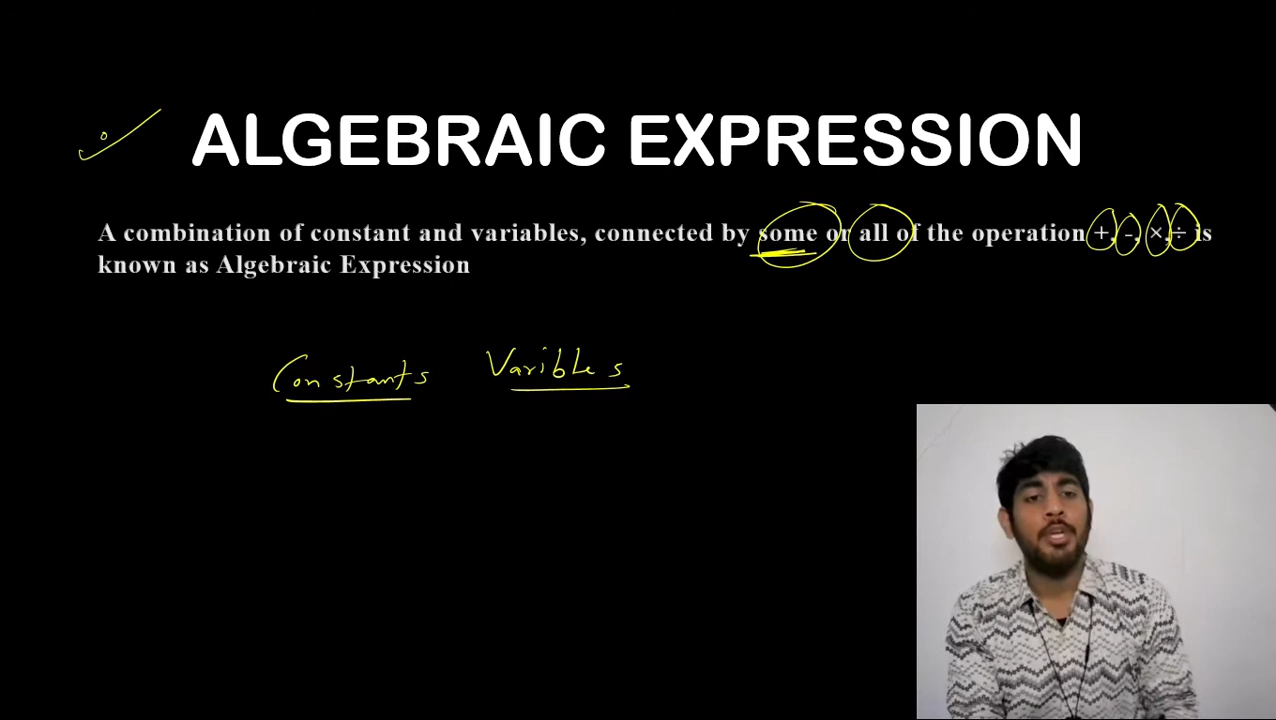 ALGEBRAIC EXPRESSION
A combination of constant and variables, connected by some or all of the operation +,-,×,÷ is
known as Algebraic Expression
Constants Varibles